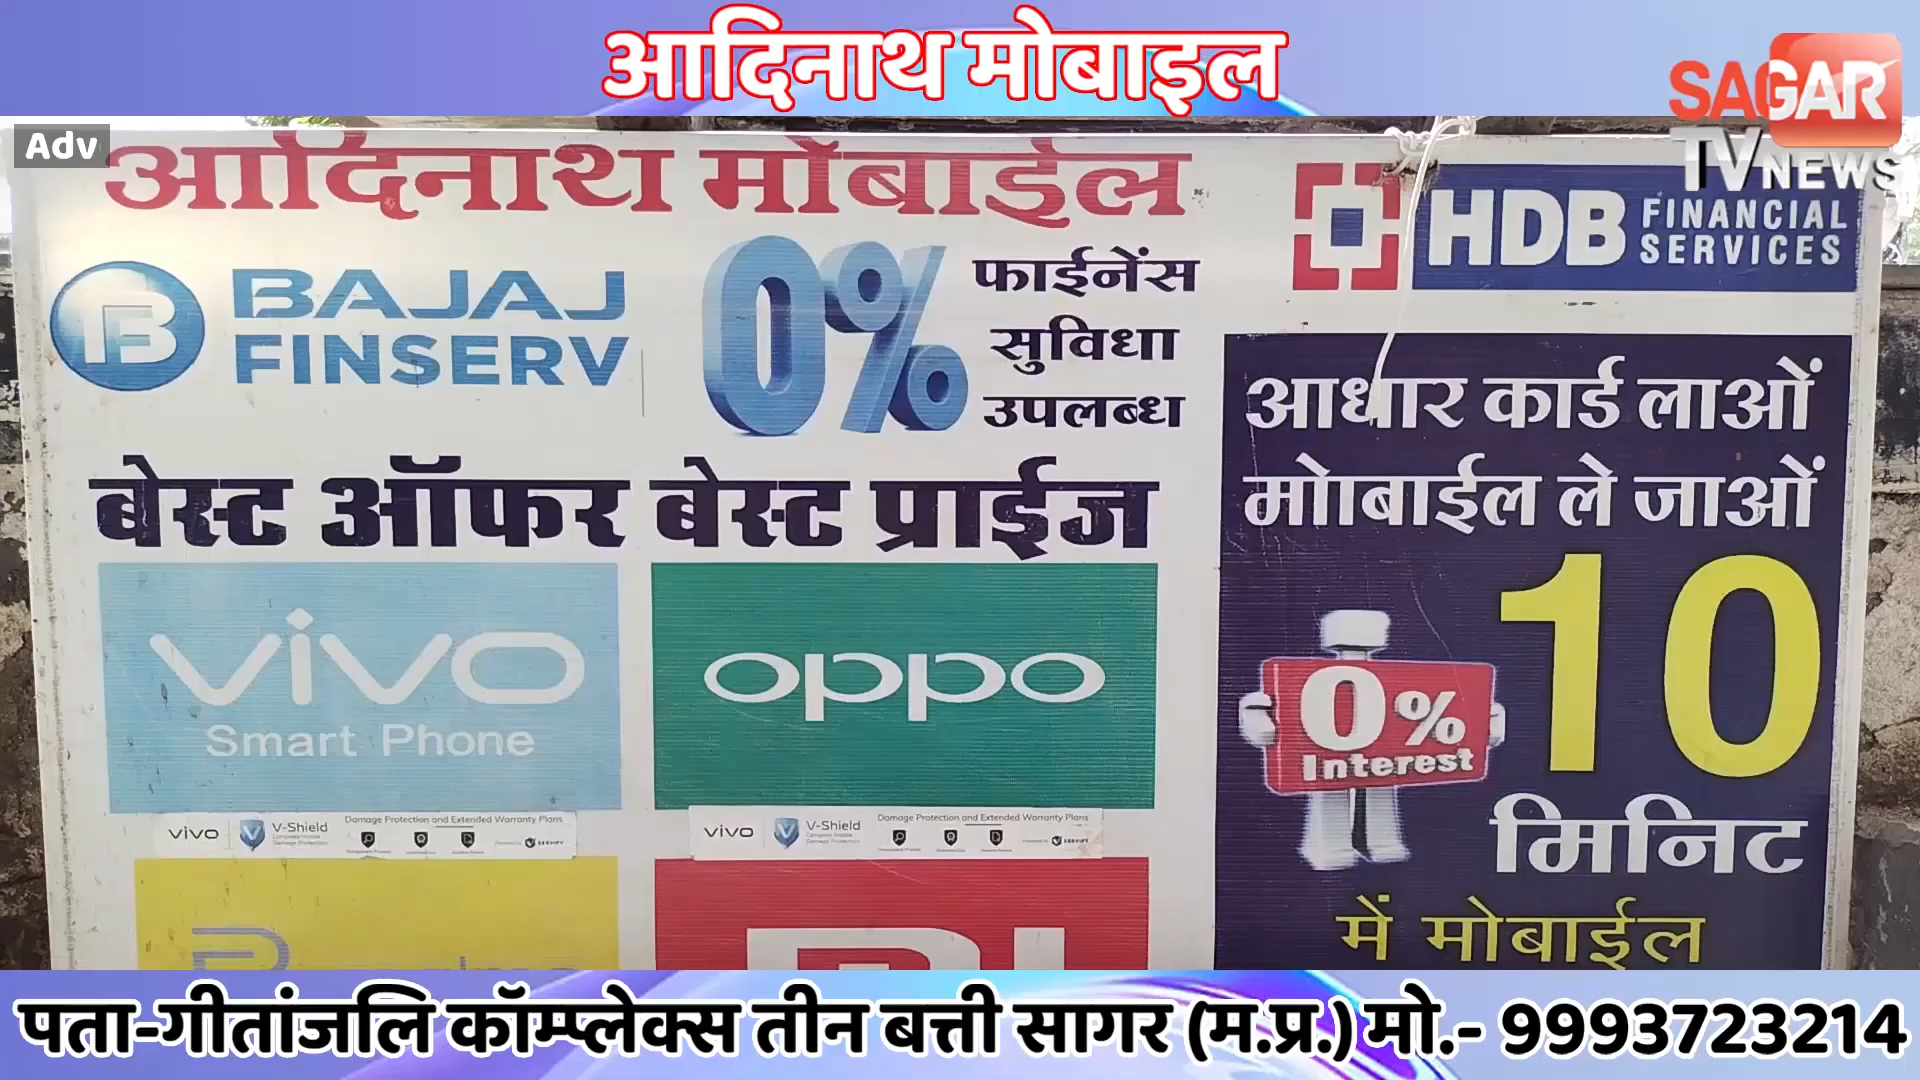 आदिनाथ मोबाइल
SAGAR
TV NEWS
Adv
आदिनाथ मोबाईल
BAJAJ
FINSERV
0%
फाईनेंस
सुविधा
उपलब्ध
HDB FINANCIAL
SERVICES
बेस्ट ऑफर बेस्ट प्राईज
आधार कार्ड लाओं
मोाबाईल ले जाओं
10
मिनिट
में मोबाईल
0%
Interest
vivo
Smart Phone
oppo
vivo V-Shield
Damage Protection and Extended Warranty Plans
vivo V-Shield
Damage Protection and Extended Warranty Plans
पता-गीतांजलि कॉम्प्लेक्स तीन बत्ती सागर (म.प्र.) मो.- 9993723214